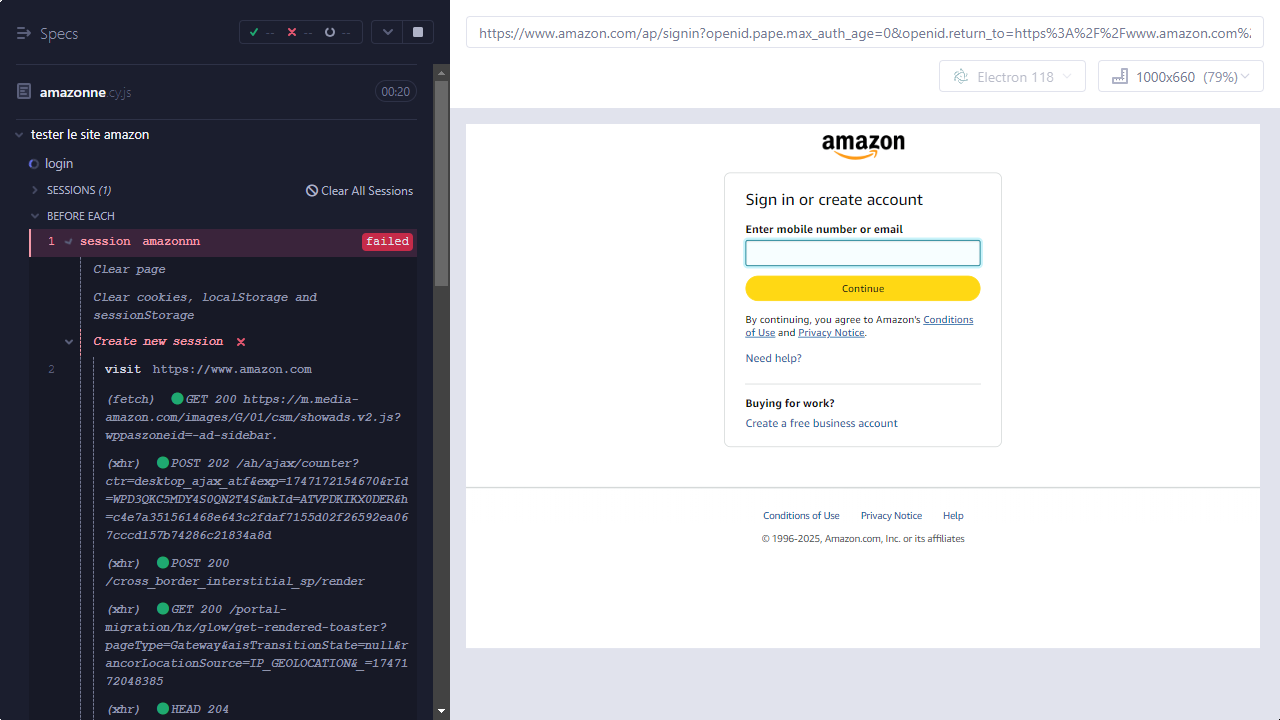 Specs
--
--
--
https://www.amazon.com/ap/signin?openid.pape.max_auth_age=0&openid.return_to=https%3A%2F%2Fwww.amazon.com%2
Electron 118
1000x660 (79%)
amazonne.cy.js
00:20
tester le site amazon
login
SESSIONS (1)
Clear All Sessions
BEFORE EACH
1 session amazonnn failed
Clear page
Clear cookies, localStorage and
sessionStorage
Create new session
2 visit https://www.amazon.com
(fetch) GET 200 https://m.media-
amazon.com/images/G/01/csm/showads.v2.js?
wppaszoneid=-ad-sidebar.
(xhr) POST 202 /ah/ajax/counter?
ctr=desktop_ajax_atf&exp=1747172154670&rId
=WPD3QKC5MDY4S0QN2T4S&mkId=ATVPDKIKX0DER&h
=c4e7a351561468e643c2fdaf7155d02f26592ea06
7cccd157b74286c21834a8d
(xhr) POST 200
/cross_border_interstitial_sp/render
(xhr) GET 200 /portal-
migration/hz/glow/get-rendered-toaster?
pageType=Gateway&aisTransitionState=null&r
ancorLocationSource=IP_GEOLOCATION&_=17471
72048385
(xhr) HEAD 204
amazon
Sign in or create account
Enter mobile number or email
Continue
By continuing, you agree to Amazon's Conditions
of Use and Privacy Notice.
Need help?
Buying for work?
Create a free business account
Conditions of Use Privacy Notice Help
© 1996-2025, Amazon.com, Inc. or its affiliates